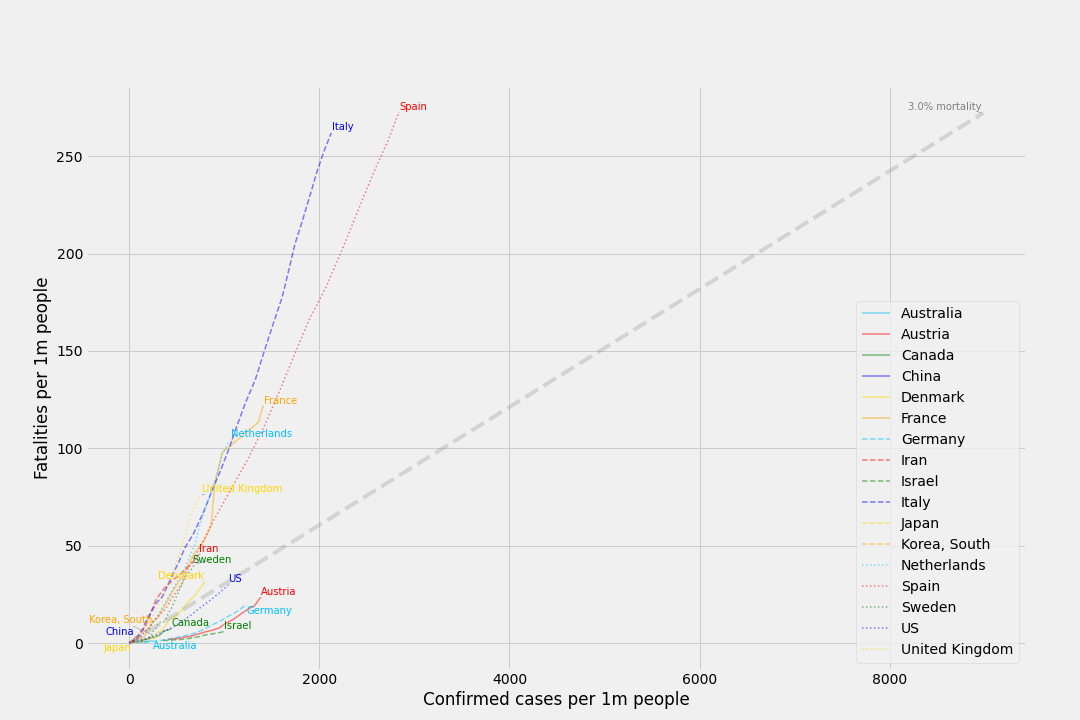 Spain
3.0% mortality
Italy
250
200
150
France
Netherlands
100
United Kingdom
50
Iran
Sweden
Denmark
US
Austria
Germany
Korea, South
Canada
Israel
China
Australia
Japan
0
Fatalities per 1m people
0
2000
4000
6000
8000
Confirmed cases per 1m people
Australia
Austria
Canada
China
Denmark
France
Germany
Iran
Israel
Italy
Japan
Korea, South
Netherlands
Spain
Sweden
US
United Kingdom